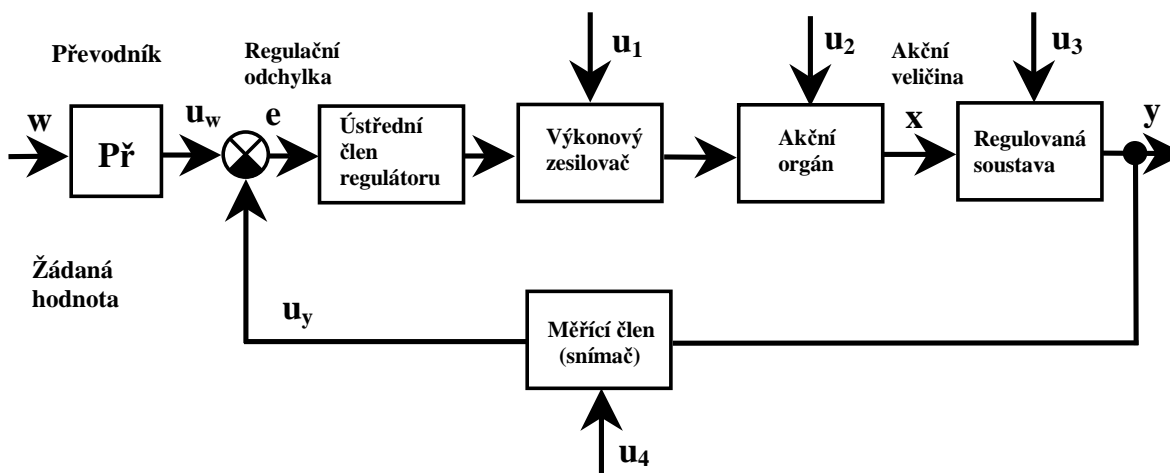 Převodník
Regulační
odchylka
u1
u2
Akční
veličina
u3
w
Př
uw
e
Ústřední
člen
regulátoru
Výkonový
zesilovač
Akční
orgán
x
Regulovaná
soustava
y
Žádaná
hodnota
uy
Měřící člen
(snímač)
u4